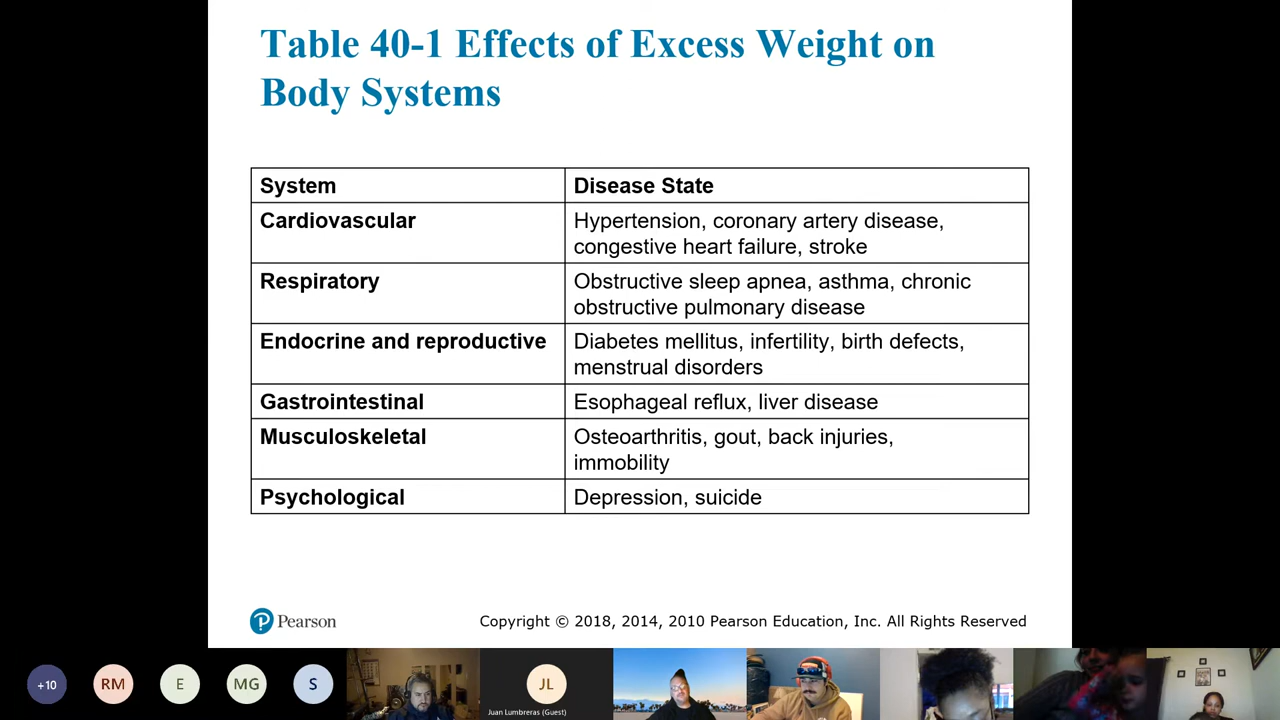 Table 40-1 Effects of Excess Weight on
Body Systems
System Disease State
Cardiovascular Hypertension, coronary artery disease,
congestive heart failure, stroke
Respiratory Obstructive sleep apnea, asthma, chronic
obstructive pulmonary disease
Endocrine and reproductive Diabetes mellitus, infertility, birth defects,
menstrual disorders
Gastrointestinal Esophageal reflux, liver disease
Musculoskeletal Osteoarthritis, gout, back injuries,
immobility
Psychological Depression, suicide
P Pearson Copyright © 2018, 2014, 2010 Pearson Education, Inc. All Rights Reserved
+10 RM E MG S JL
Juan Lumbreras (Guest)